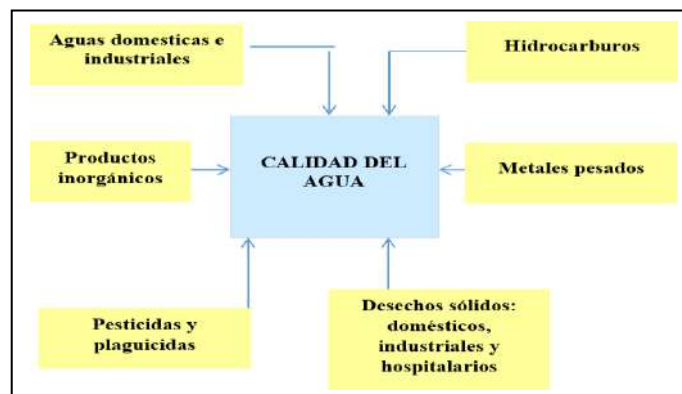 Aguas domesticas e
industriales
Hidrocarburos
Productos
inorgánicos
CALIDAD DEL
AGUA
Metales pesados
Pesticidas y
plaguicidas
Desechos sólidos:
domésticos,
industriales y
hospitalarios